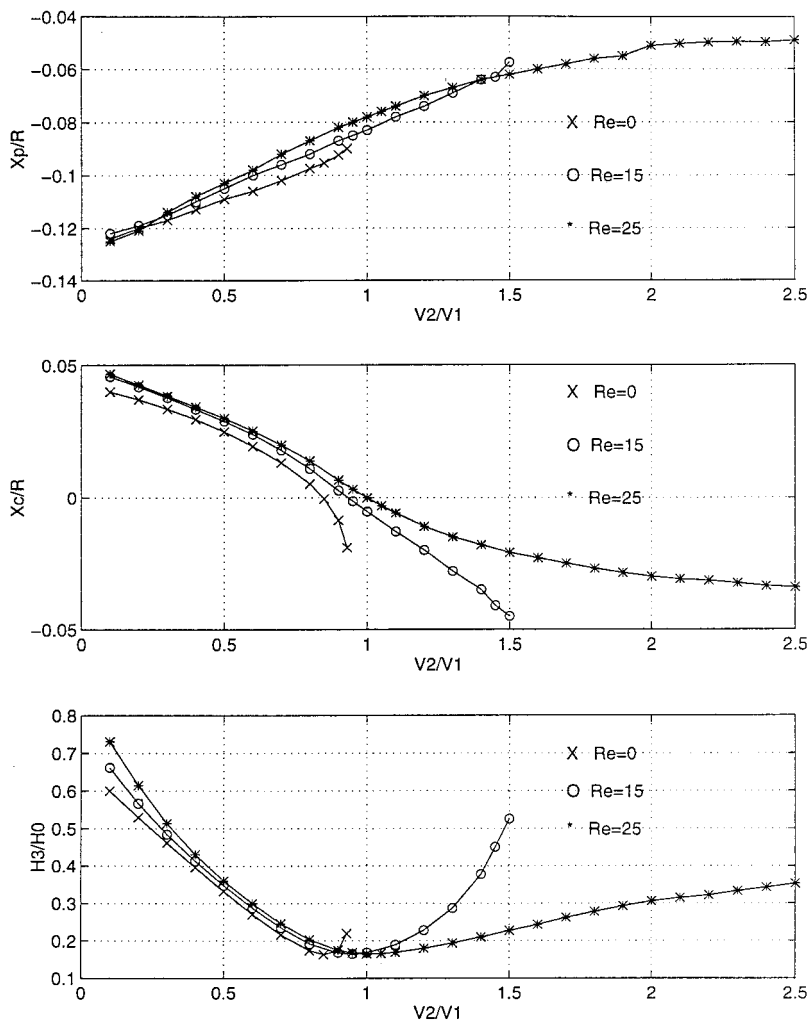 -0.04
-0.06
-0.08
-0.1
-0.12
-0.14
Xp/R
X Re=0
O Re=15
* Re=25
0
0.5
1
1.5
2
2.5
V2/V1
0.05
0
-0.05
Xc/R
X Re=0
O Re=15
* Re=25
0
0.5
1
1.5
2
2.5
V2/V1
0.8
0.7
0.6
0.5
0.4
0.3
0.2
0.1
H3/H0
X Re=0
O Re=15
* Re=25
0
0.5
1
1.5
2
2.5
V2/V1